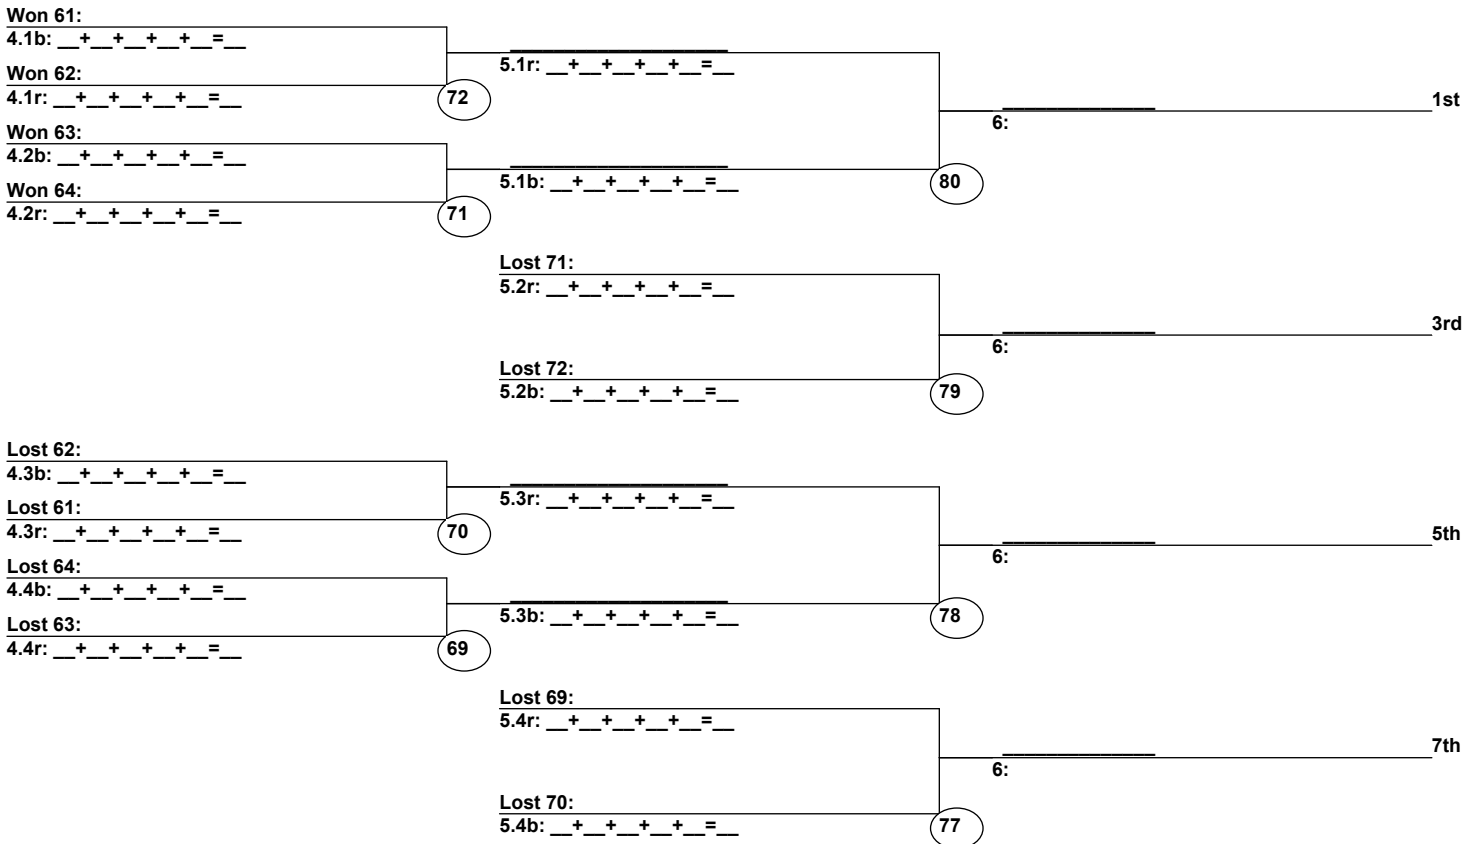 Won 61:
4.1b: __+__+__+__+__=__
5.1r: __+__+__+__+__=__
Won 62:
4.1r: __+__+__+__+__=__
72
1st
6:
Won 63:
4.2b: __+__+__+__+__=__
5.1b: __+__+__+__+__=__
80
Won 64:
4.2r: __+__+__+__+__=__
71
Lost 71:
5.2r: __+__+__+__+__=__
3rd
6:
Lost 72:
5.2b: __+__+__+__+__=__
79
Lost 62:
4.3b: __+__+__+__+__=__
5.3r: __+__+__+__+__=__
Lost 61:
4.3r: __+__+__+__+__=__
70
5th
6:
Lost 64:
4.4b: __+__+__+__+__=__
5.3b: __+__+__+__+__=__
78
Lost 63:
4.4r: __+__+__+__+__=__
69
Lost 69:
5.4r: __+__+__+__+__=__
7th
6:
Lost 70:
5.4b: __+__+__+__+__=__
77